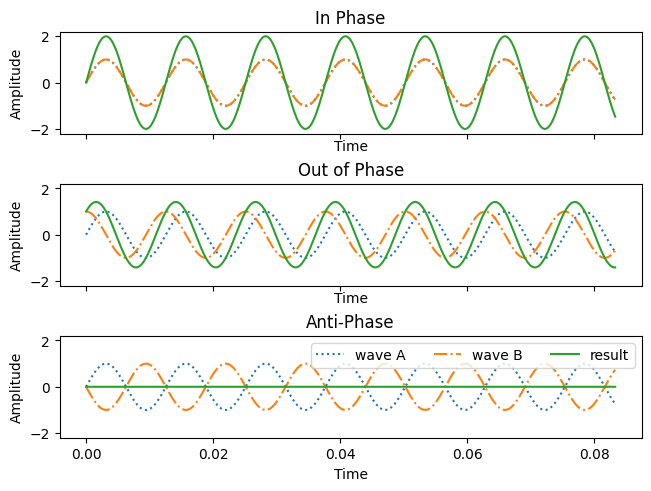 In Phase
Amplitude
2
0
−2
Time
Out of Phase
Amplitude
2
0
−2
Time
Anti-Phase
Amplitude
2
0
−2
wave A wave B result
0.00 0.02 0.04 0.06 0.08
Time